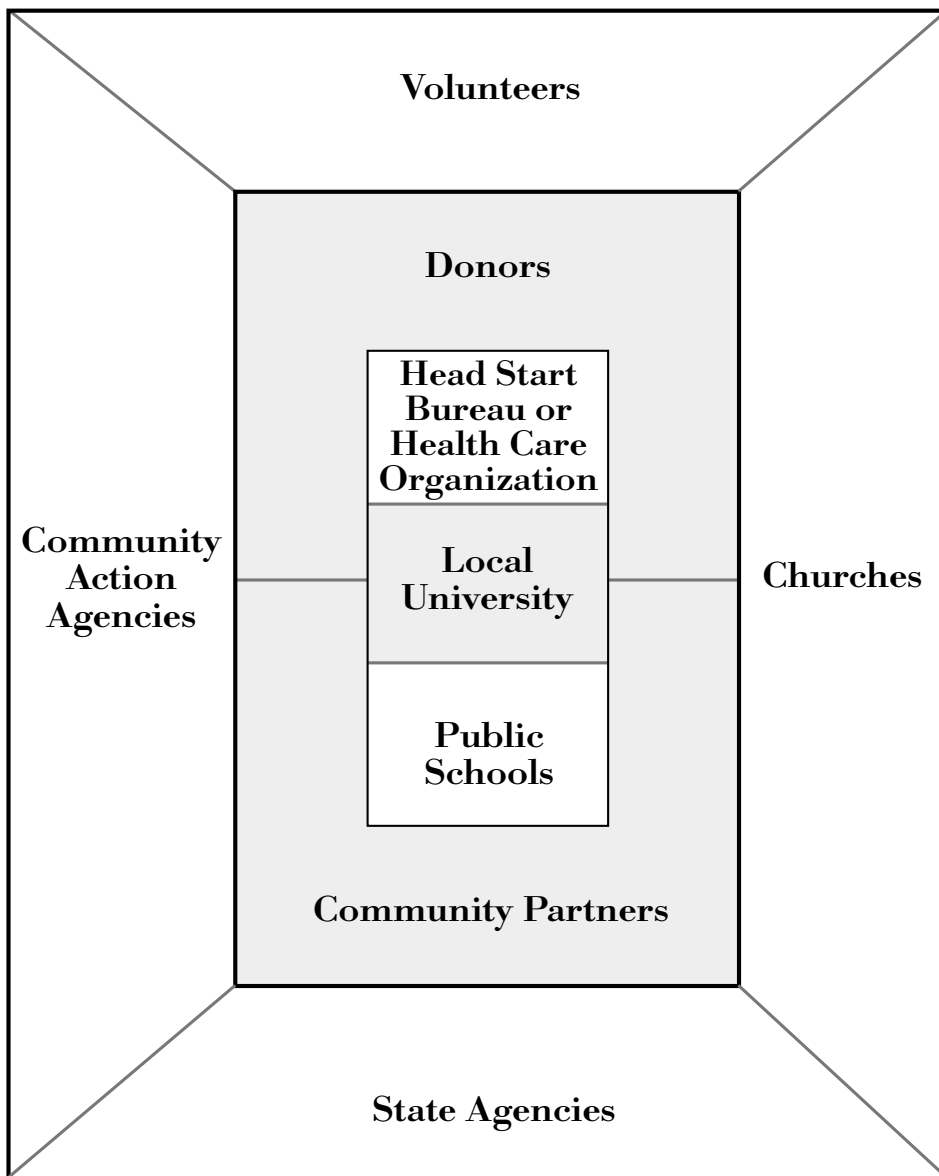 Volunteers
Donors
Head Start
Bureau or
Health Care
Organization
Community
Action
Agencies
Local
University
Churches
Public
Schools
Community Partners
State Agencies